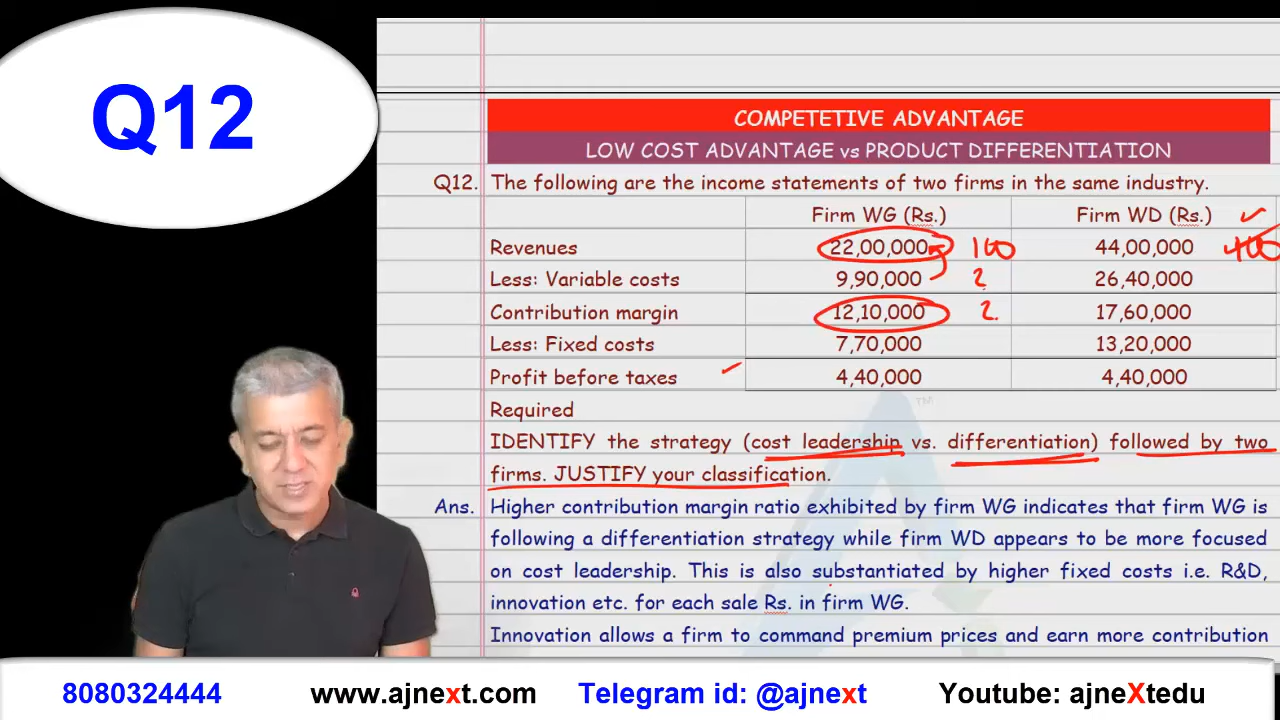 Q12
COMPETETIVE ADVANTAGE
LOW COST ADVANTAGE vs PRODUCT DIFFERENTIATION
Q12. The following are the income statements of two firms in the same industry.
Firm WG (Rs.) Firm WD (Rs.)
Revenues 22,00,000 100 44,00,000 400
Less: Variable costs 9,90,000 ? 26,40,000
Contribution margin 12,10,000 ? 17,60,000
Less: Fixed costs 7,70,000 13,20,000
Profit before taxes 4,40,000 4,40,000
Required
IDENTIFY the strategy (cost leadership vs. differentiation) followed by two
firms. JUSTIFY your classification.
Ans. Higher contribution margin ratio exhibited by firm WG indicates that firm WG is
following a differentiation strategy while firm WD appears to be more focused
on cost leadership. This is also substantiated by higher fixed costs i.e. R&D,
innovation etc. for each sale Rs. in firm WG.
Innovation allows a firm to command premium prices and earn more contribution
8080324444 www.ajnext.com Telegram id: @ajnext Youtube: ajneXtedu